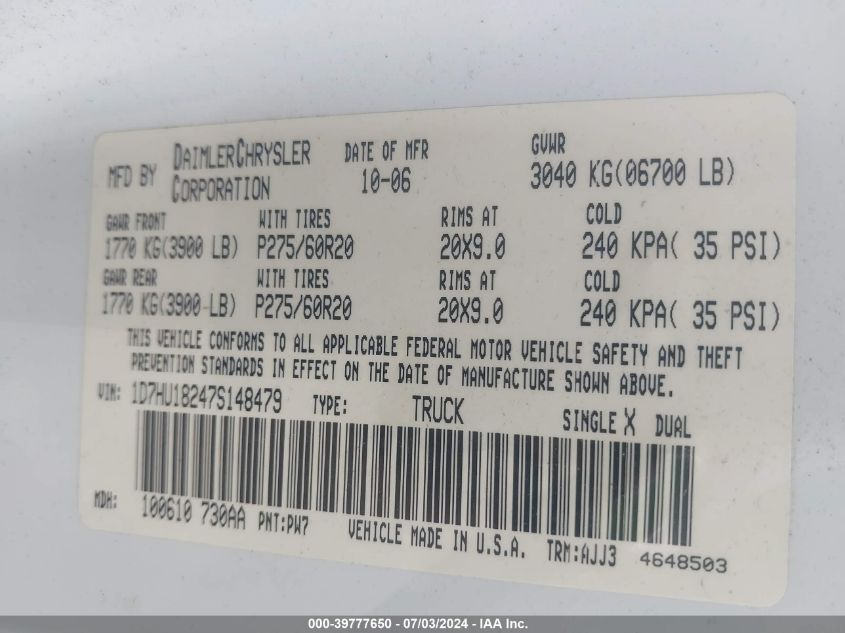 MFD BY DAIMLERCHRYSLER CORPORATION DATE OF MFR 10-06 GVWR 3040 KG(06700 LB)
GAWR FRONT WITH TIRES RIMS AT COLD
1770 KG(3900 LB) P275/60R20 20X9.0 240 KPA( 35 PSI)
GAWR REAR WITH TIRES RIMS AT COLD
1770 KG(3900 LB) P275/60R20 20X9.0 240 KPA( 35 PSI)
THIS VEHICLE CONFORMS TO ALL APPLICABLE FEDERAL MOTOR VEHICLE SAFETY AND THEFT
PREVENTION STANDARDS IN EFFECT ON THE DATE OF MANUFACTURE SHOWN ABOVE.
VIN: 1D7HU18247S148479 TYPE: TRUCK SINGLE X DUAL
MDH: 100610 730AA PNT:PW7 VEHICLE MADE IN U.S.A. TRM:AJJ3 4648503
000-39777650 - 07/03/2024 - IAA Inc.